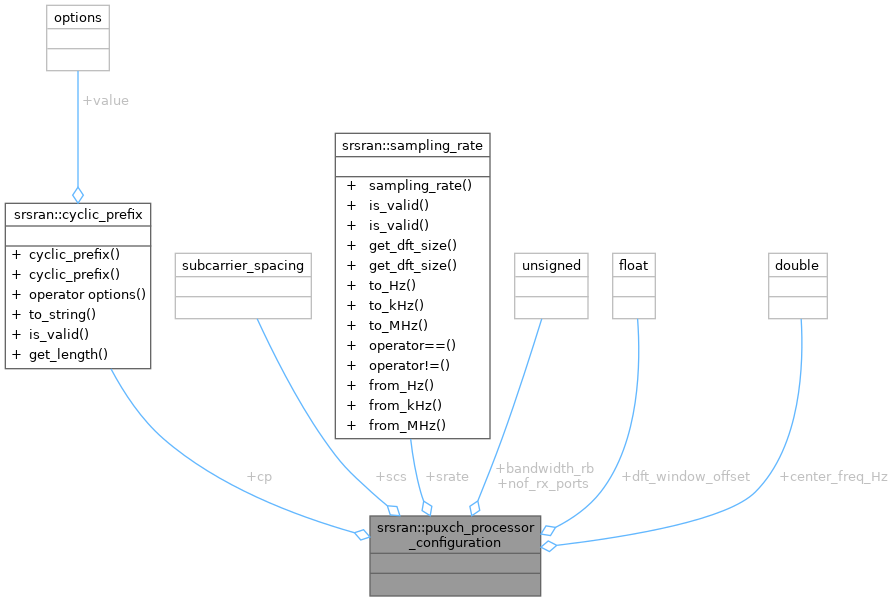 options
+value
srsran::cyclic_prefix
+ cyclic_prefix()
+ cyclic_prefix()
+ operator options()
+ to_string()
+ is_valid()
+ get_length()
subcarrier_spacing
srsran::sampling_rate
+ sampling_rate()
+ is_valid()
+ is_valid()
+ get_dft_size()
+ get_dft_size()
+ to_Hz()
+ to_kHz()
+ to_MHz()
+ operator==()
+ operator!=()
+ from_Hz()
+ from_kHz()
+ from_MHz()
unsigned
float
double
+cp
+scs
+srate
+bandwidth_rb
+nof_rx_ports
+dft_window_offset
+center_freq_Hz
srsran::puxch_processor
_configuration